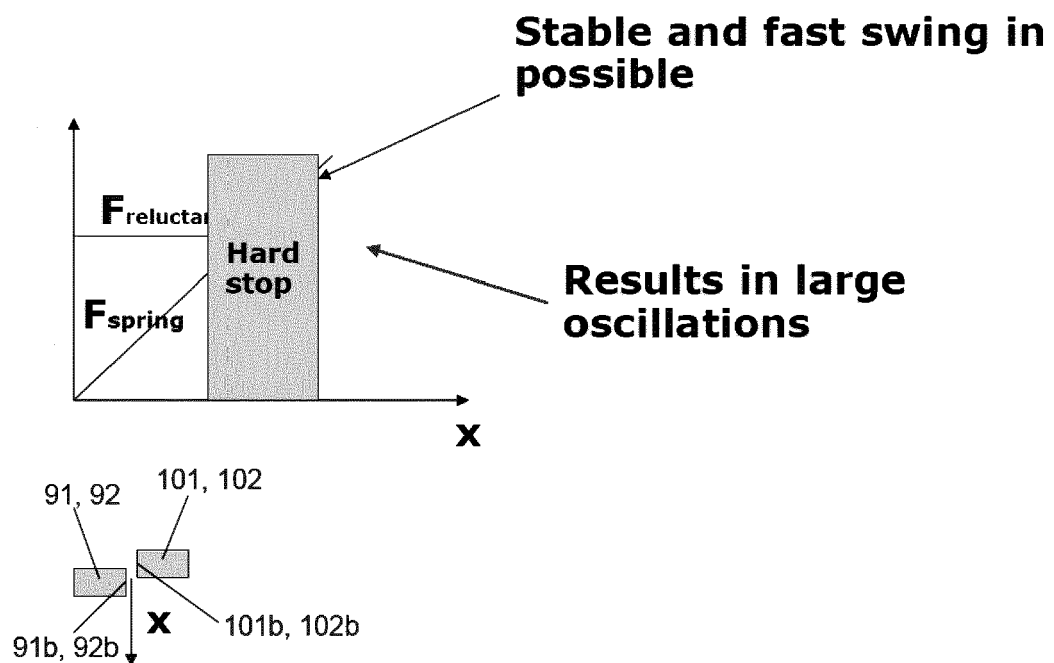 Stable and fast swing in
possible
Freluctar
Hard
stop
Fspring
Results in large
oscillations
x
101, 102
91, 92
x
101b, 102b
91b, 92b